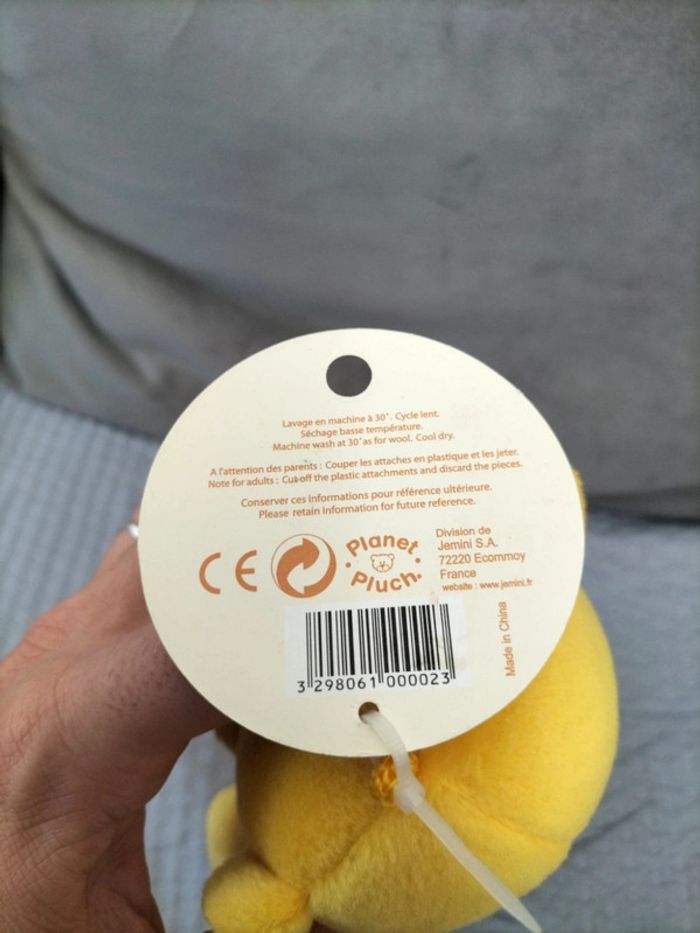 Lavage en machine à 30°. Cycle lent.
Séchage basse température.
Machine wash at 30°as for wool. Cool dry.
A l'attention des parents : Couper les attaches en plastique et les jeter.
Note for adults : Cut-off the plastic attachments and discard the pieces.
Conserver ces informations pour référence ultérieure.
Please retain information for future reference.
CE
Planet
Pluch.
Division de
Jemini S.A.
72220 Ecommoy
France
website : www.jemini.fr
Made in China
3 298061 000023